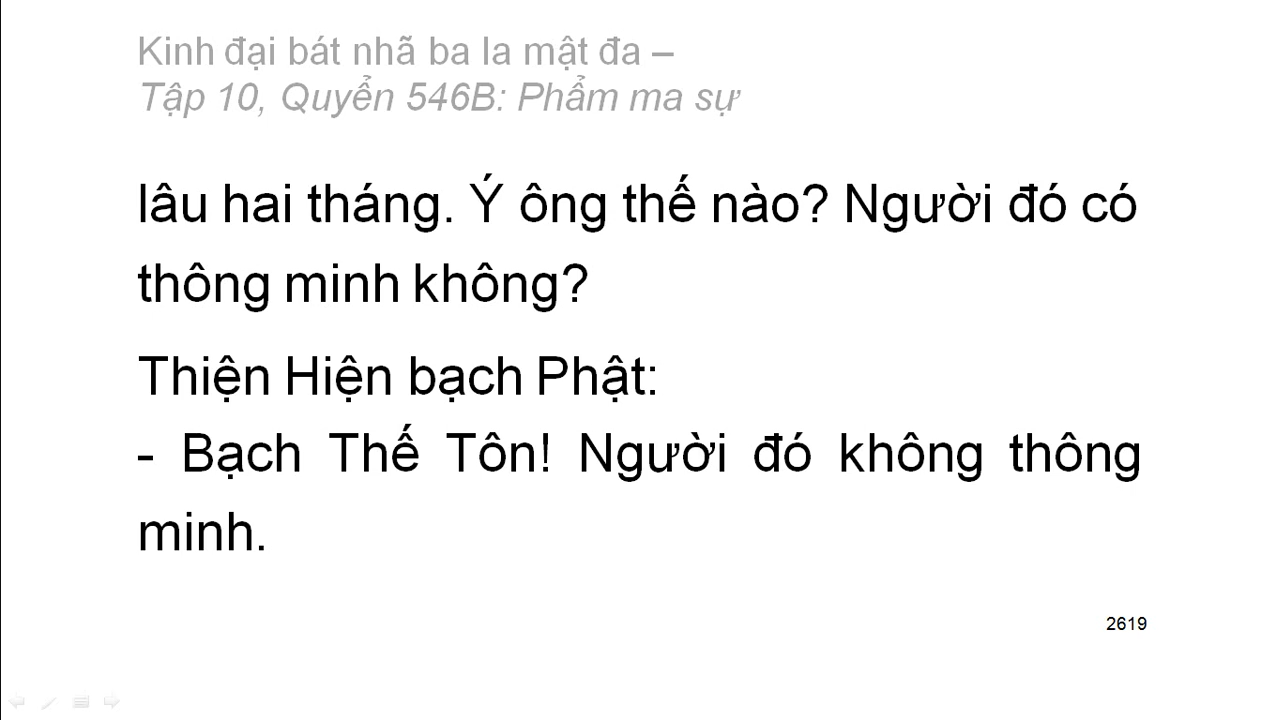 Kinh đại bát nhã ba la mật đa –
Tập 10, Quyển 546B: Phẩm ma sự
lâu hai tháng. Ý ông thế nào? Người đó có
thông minh không?
Thiện Hiện bạch Phật:
- Bạch Thế Tôn! Người đó không thông
minh.
2619